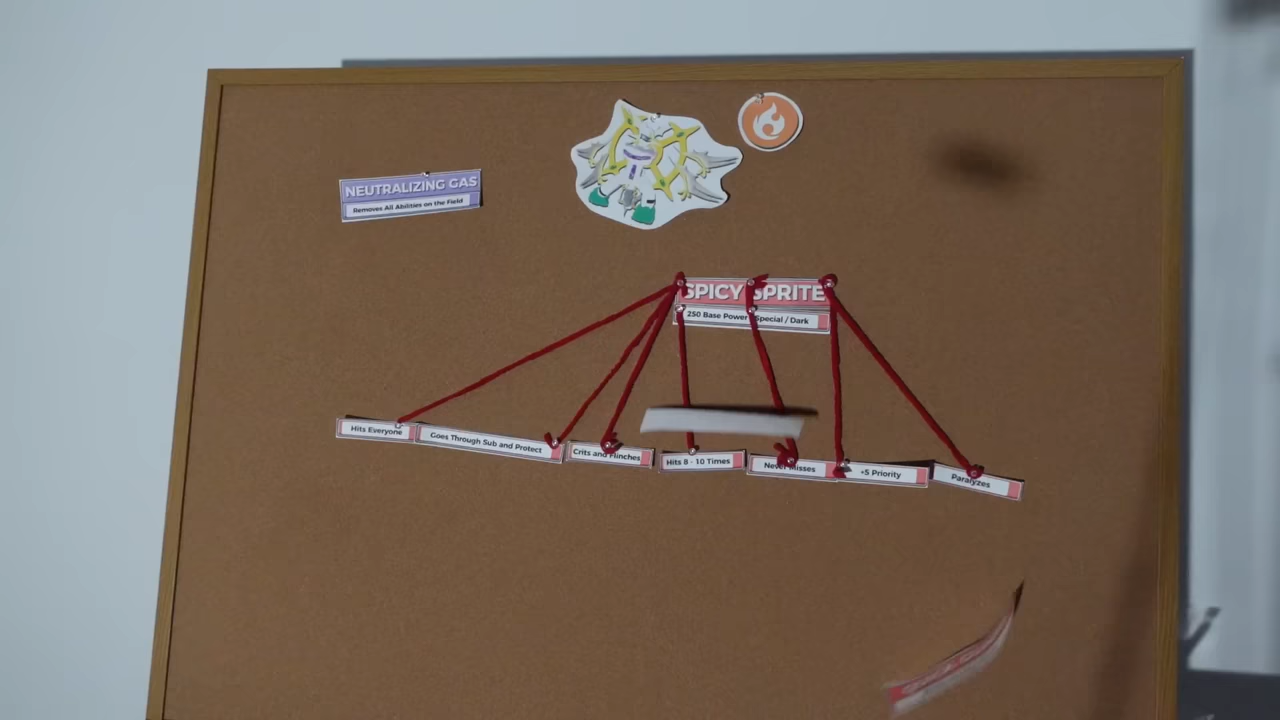 NEUTRALIZING GAS
Removes All Abilities on the Field
SPICY SPRITE
250 Base Power Special / Dark
Hits Everyone
Goes Through Sub and Protect
Crits and Flinches
Hits 8 - 10 Times
Never Misses
+5 Priority
Paralyzes